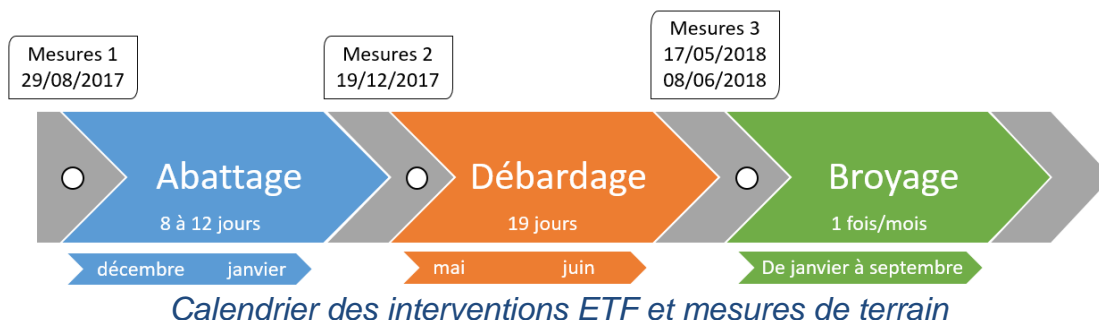 Mesures 1
29/08/2017
Mesures 2
19/12/2017
Mesures 3
17/05/2018
08/06/2018
Abattage
8 à 12 jours
Débardage
19 jours
Broyage
1 fois/mois
décembre janvier
mai juin
De janvier à septembre
Calendrier des interventions ETF et mesures de terrain